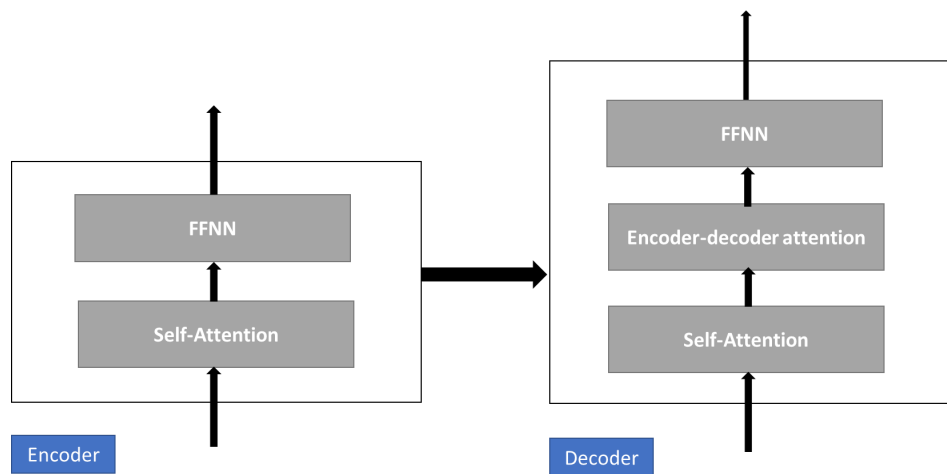 FFNN
Self-Attention
Encoder
FFNN
Encoder-decoder attention
Self-Attention
Decoder